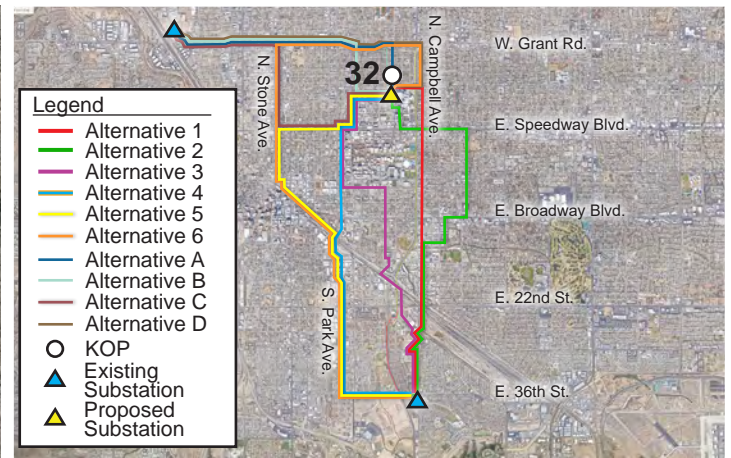 W. Grant Rd.
N. Campbell Ave.
32
N. Stone Ave.
Legend
Alternative 1
Alternative 2
Alternative 3
Alternative 4
Alternative 5
Alternative 6
Alternative A
Alternative B
Alternative C
Alternative D
KOP
Existing
Substation
Proposed
Substation
E. Speedway Blvd.
E. Broadway Blvd.
E. 22nd St.
S. Park Ave.
E. 36th St.